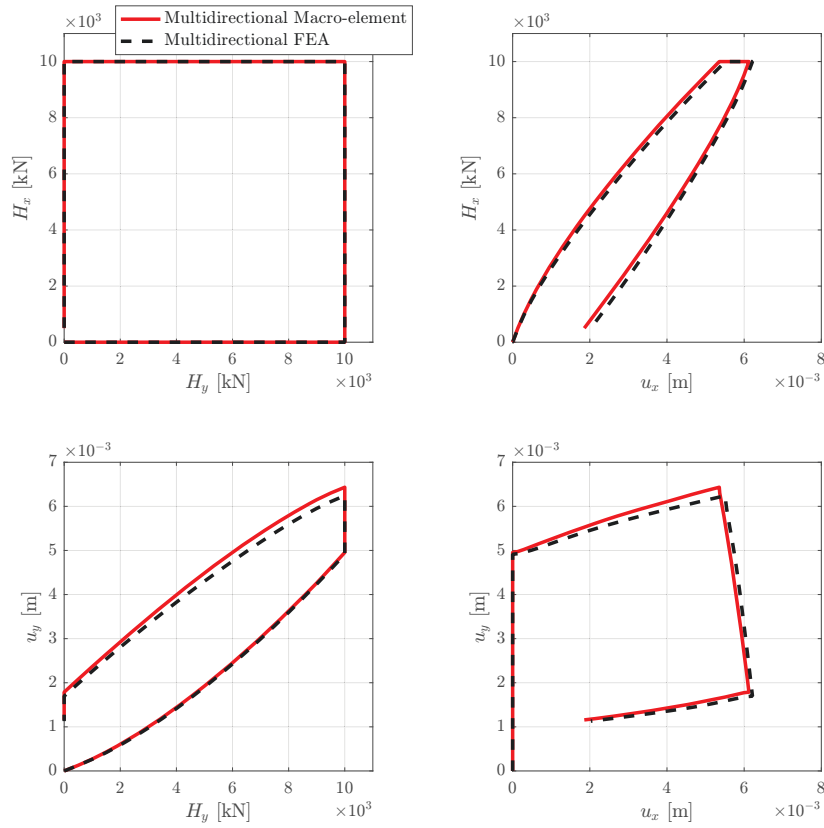 ×10³
Multidirectional Macro-element
Multidirectional FEA
10
8
6
4
2
0
H_x [kN]
0 2 4 6 8 10
×10³
H_y [kN]
×10³
10
8
6
4
2
0
H_x [kN]
0 2 4 6 8
×10⁻³
u_x [m]
×10⁻³
7
6
5
4
3
2
1
0
u_y [m]
0 2 4 6 8 10
×10³
H_y [kN]
×10⁻³
7
6
5
4
3
2
1
0
u_y [m]
0 2 4 6 8
×10⁻³
u_x [m]